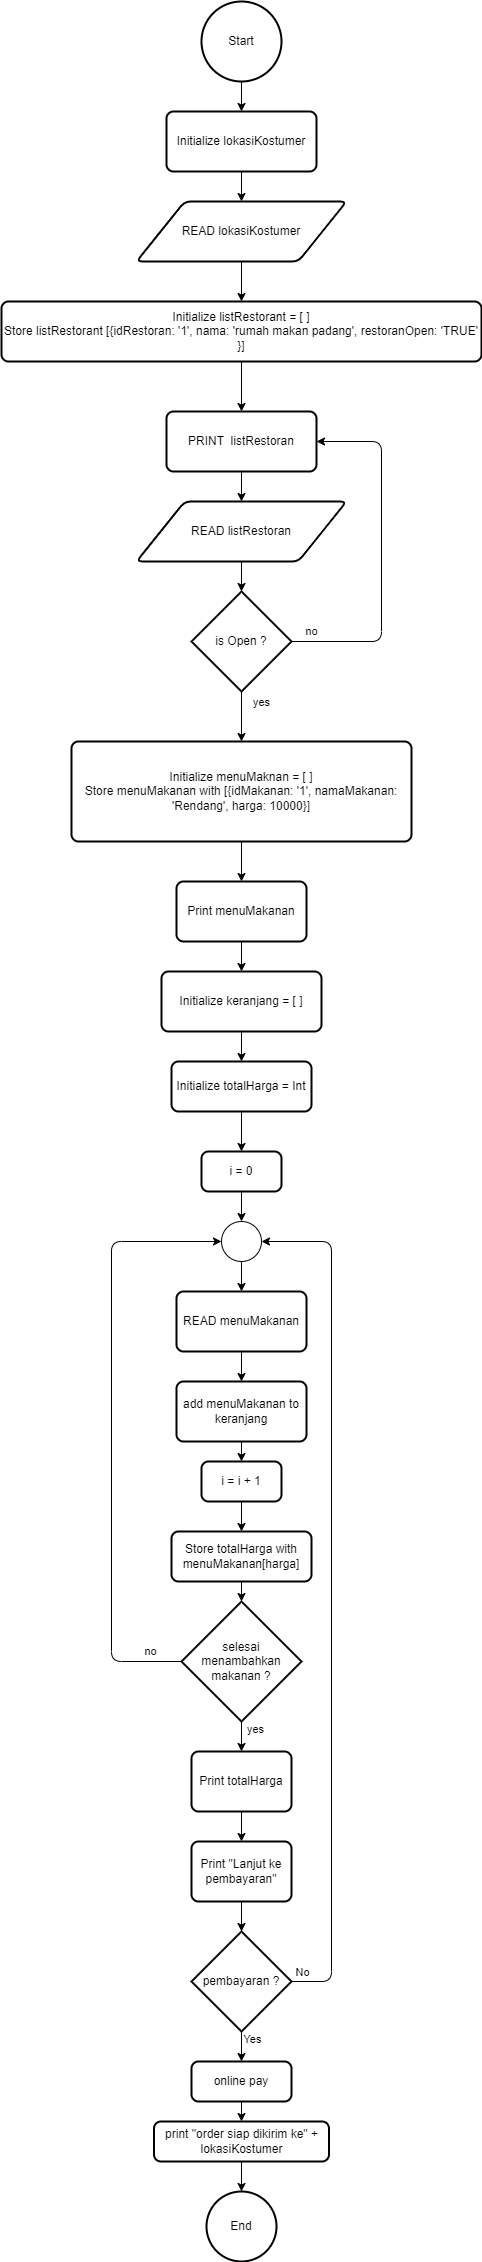 Start
Initialize lokasiKostumer
READ lokasiKostumer
Initialize listRestorant = [ ]
Store listRestorant [{idRestoran: '1', nama: 'rumah makan padang', restoranOpen: 'TRUE'
}]
PRINT listRestoran
READ listRestoran
is Open ?
no
yes
Initialize menuMaknan = [ ]
Store menuMakanan with [{idMakanan: '1', namaMakanan:
'Rendang', harga: 10000}]
Print menuMakanan
Initialize keranjang = [ ]
Initialize totalHarga = Int
i = 0
READ menuMakanan
add menuMakanan to
keranjang
i = i + 1
Store totalHarga with
menuMakanan[harga]
selesai
menambahkan
makanan ?
no
yes
Print totalHarga
Print "Lanjut ke
pembayaran"
pembayaran ?
No
Yes
online pay
print "order siap dikirim ke" +
lokasiKostumer
End